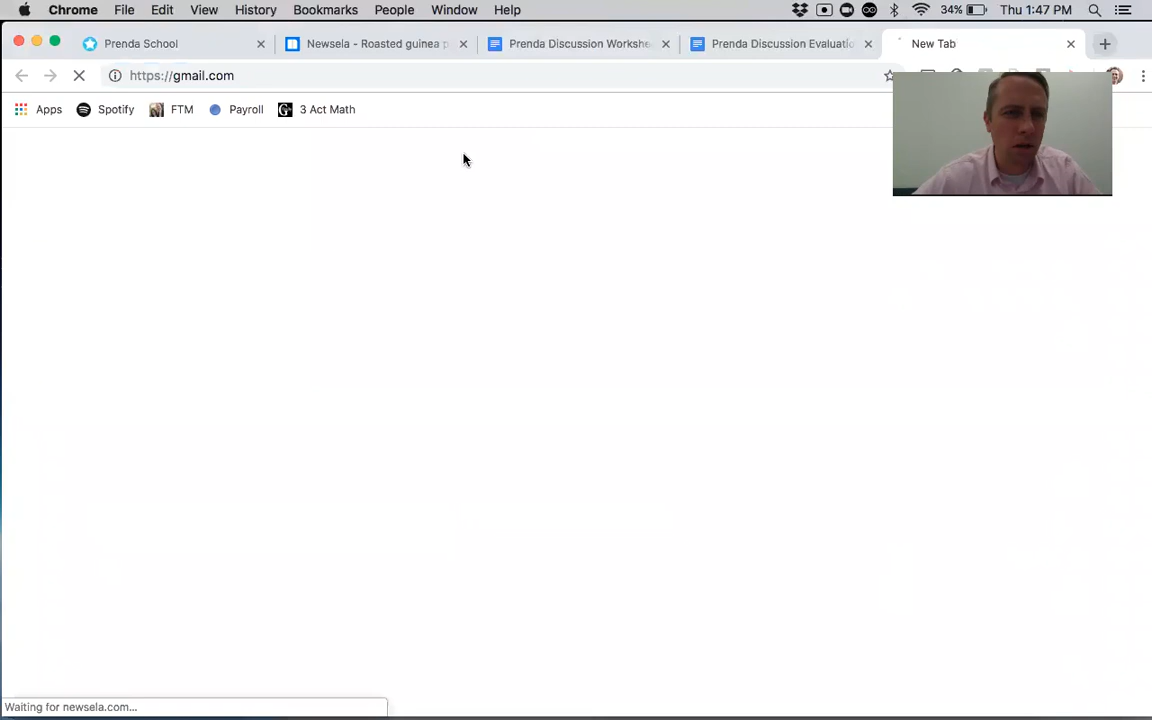 Chrome File Edit View History Bookmarks People Window Help 34% Thu 1:47 PM
Prenda School Newsela - Roasted guinea p Prenda Discussion Workshe Prenda Discussion Evaluatio New Tab
https://gmail.com
Apps Spotify FTM Payroll 3 Act Math
Waiting for newsela.com...